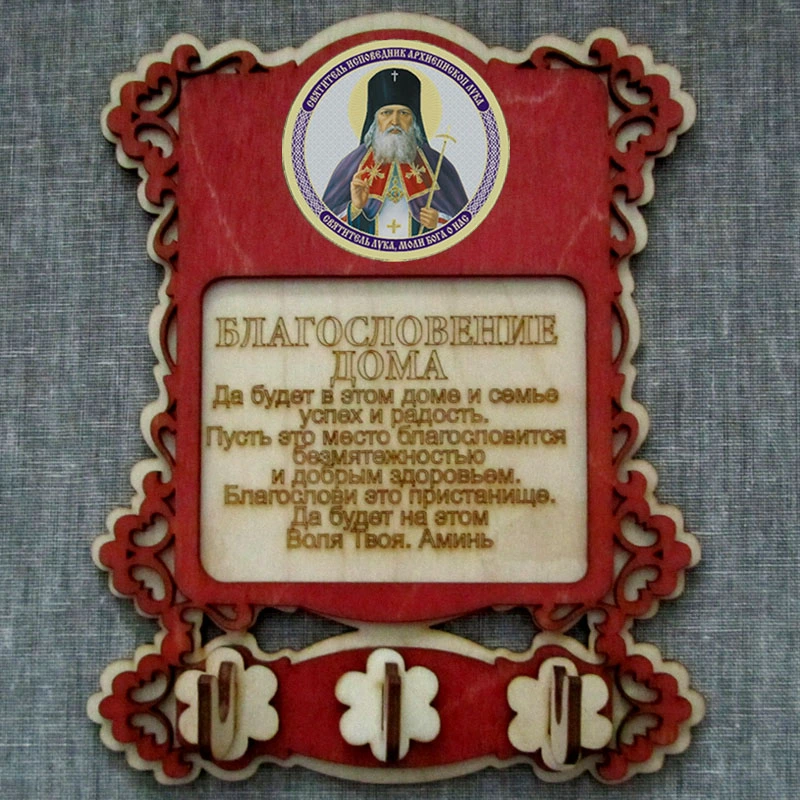 СВЯТИТЕЛЬ ИСПОВЕДНИК АРХИЕПИСКОП ЛУКА
СВЯТИТЕЛЬ ЛУКА, МОЛИ БОГА О НАС
БЛАГОСЛОВЕНИЕ
ДОМА
Да будет в этом доме и семье
успех и радость.
Пусть это место благословится
безмятежностью
и добрым здоровьем.
Благослови это пристанище.
Да будет на этом
Воля Твоя. Аминь